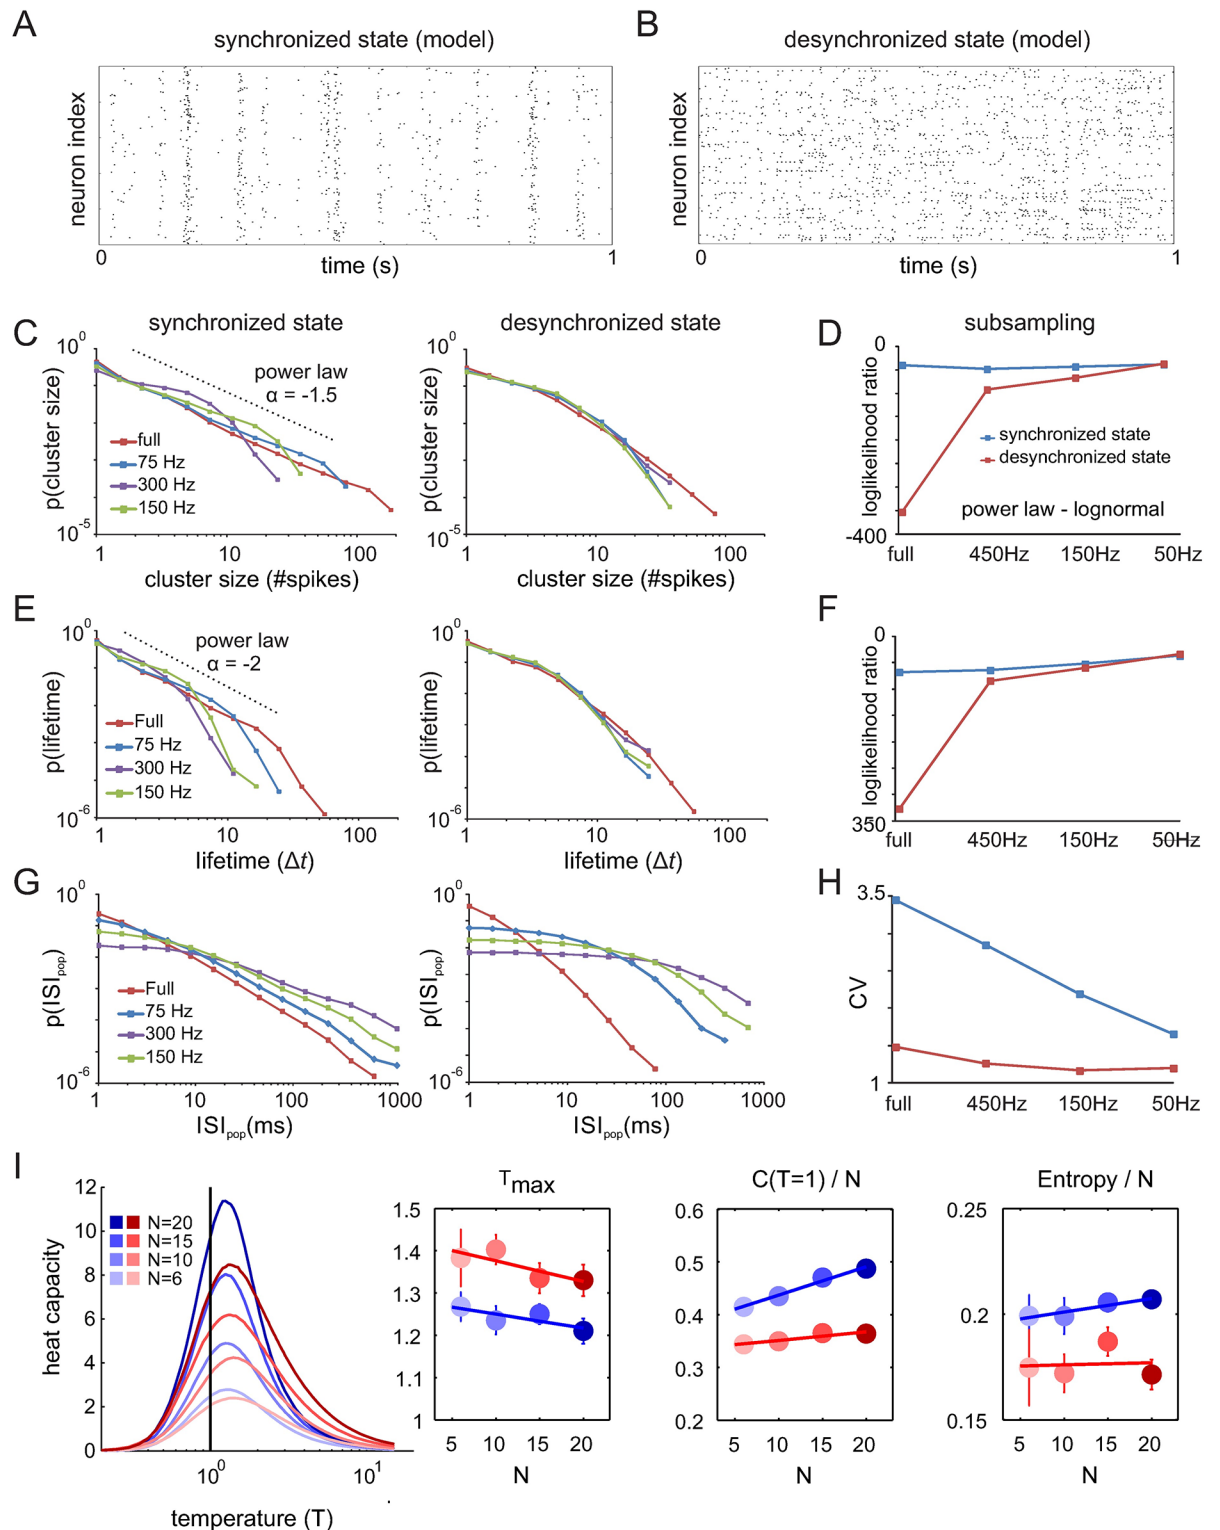 A
synchronized state (model)
neuron index
0
1
time (s)
B
desynchronized state (model)
neuron index
0
1
time (s)
C
synchronized state
p(cluster size)
10^0
10^-5
power law
α = -1.5
full
75 Hz
300 Hz
150 Hz
1
10
100
cluster size (#spikes)
desynchronized state
p(cluster size)
10^0
10^-5
1
10
100
cluster size (#spikes)
D
subsampling
loglikelihood ratio
0
-400
synchronized state
desynchronized state
power law - lognormal
full
450Hz
150Hz
50Hz
E
p(lifetime)
10^0
10^-6
power law
α = -2
Full
75 Hz
300 Hz
150 Hz
1
10
100
lifetime (Δt)
p(lifetime)
10^0
10^-6
1
10
100
lifetime (Δt)
F
loglikelihood ratio
0
350
full
450Hz
150Hz
50Hz
G
p(ISI_pop)
10^0
10^-6
Full
75 Hz
300 Hz
150 Hz
1
10
100
1000
ISI_pop(ms)
p(ISI_pop)
10^0
10^-6
1
10
100
1000
ISI_pop(ms)
H
CV
3.5
1
full
450Hz
150Hz
50Hz
I
heat capacity
12
10
8
6
4
2
0
N=20
N=15
N=10
N=6
10^0
10^1
temperature (T)
T_max
1.5
1.4
1.3
1.2
1.1
1
5
10
15
20
N
C(T=1) / N
0.6
0.5
0.4
0.3
0.2
5
10
15
20
N
Entropy / N
0.25
0.2
0.15
5
10
15
20
N